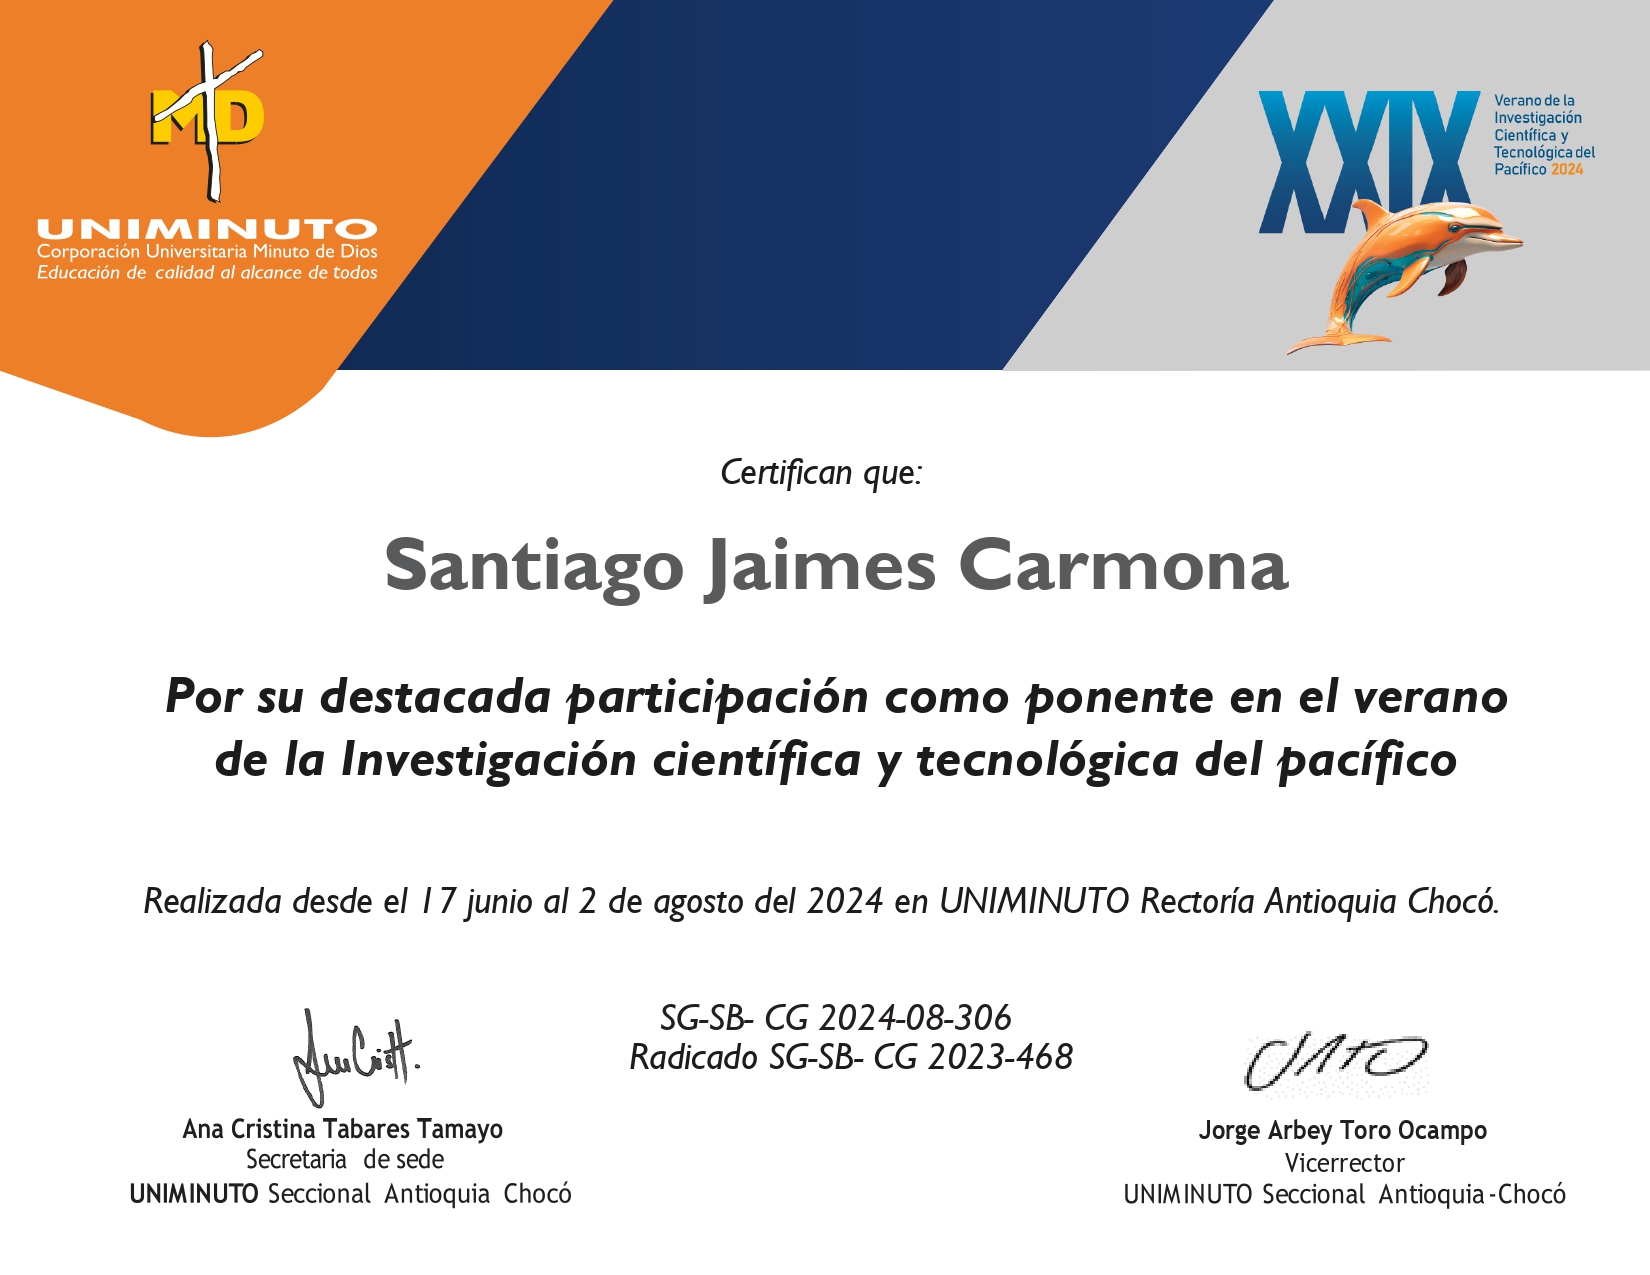 MD
UNIMINUTO
Corporación Universitaria Minuto de Dios
Educación de calidad al alcance de todos
XXIX
Verano de la
Investigación
Científica y
Tecnológica del
Pacífico 2024
Certifican que:
Santiago Jaimes Carmona
Por su destacada participación como ponente en el verano
de la Investigación científica y tecnológica del pacífico
Realizada desde el 17 junio al 2 de agosto del 2024 en UNIMINUTO Rectoría Antioquia Chocó.
SG-SB- CG 2024-08-306
Radicado SG-SB- CG 2023-468
Ana Cristina Tabares Tamayo
Secretaria de sede
UNIMINUTO Seccional Antioquia Chocó
Jorge Arbey Toro Ocampo
Vicerrector
UNIMINUTO Seccional Antioquia-Chocó